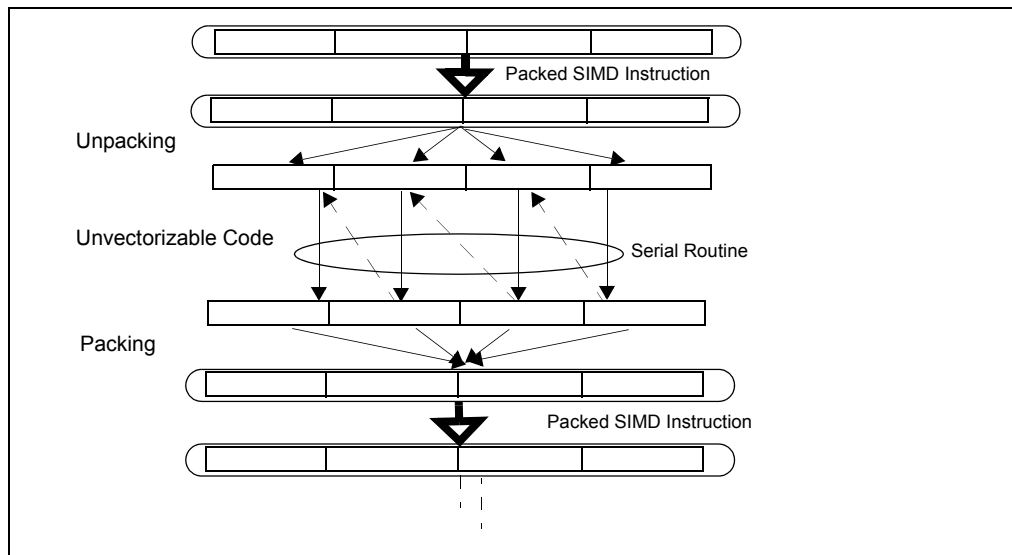 Packed SIMD Instruction
Unpacking
Unvectorizable Code
Serial Routine
Packing
Packed SIMD Instruction